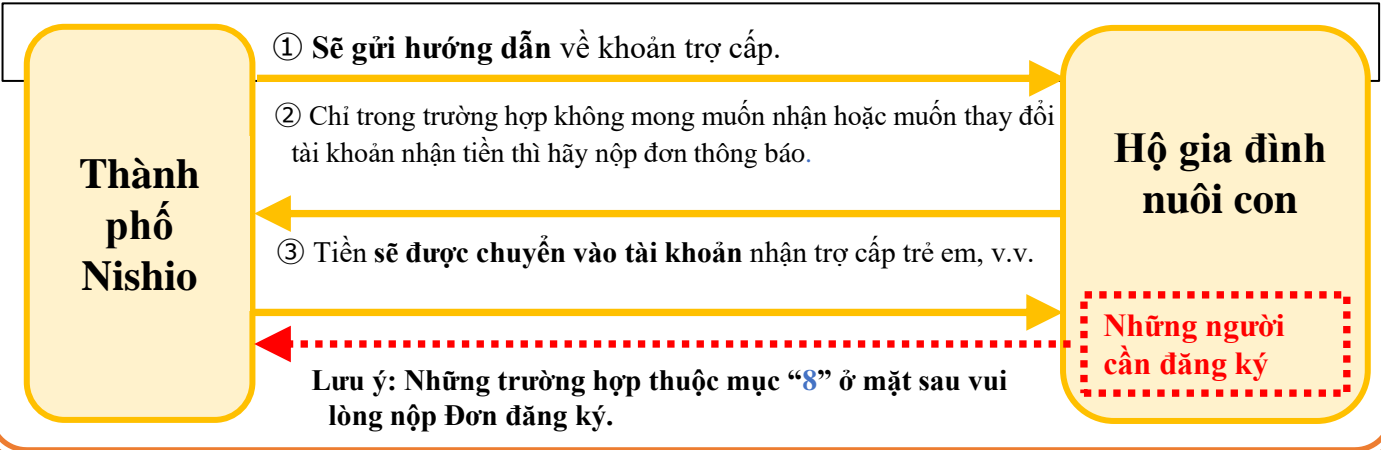 ① Sẽ gửi hướng dẫn về khoản trợ cấp.
② Chỉ trong trường hợp không mong muốn nhận hoặc muốn thay đổi
tài khoản nhận tiền thì hãy nộp đơn thông báo.
Thành
phố
Nishio
Hộ gia đình
nuôi con
③ Tiền sẽ được chuyển vào tài khoản nhận trợ cấp trẻ em, v.v.
Những người
cần đăng ký
Lưu ý: Những trường hợp thuộc mục “8” ở mặt sau vui
lòng nộp Đơn đăng ký.